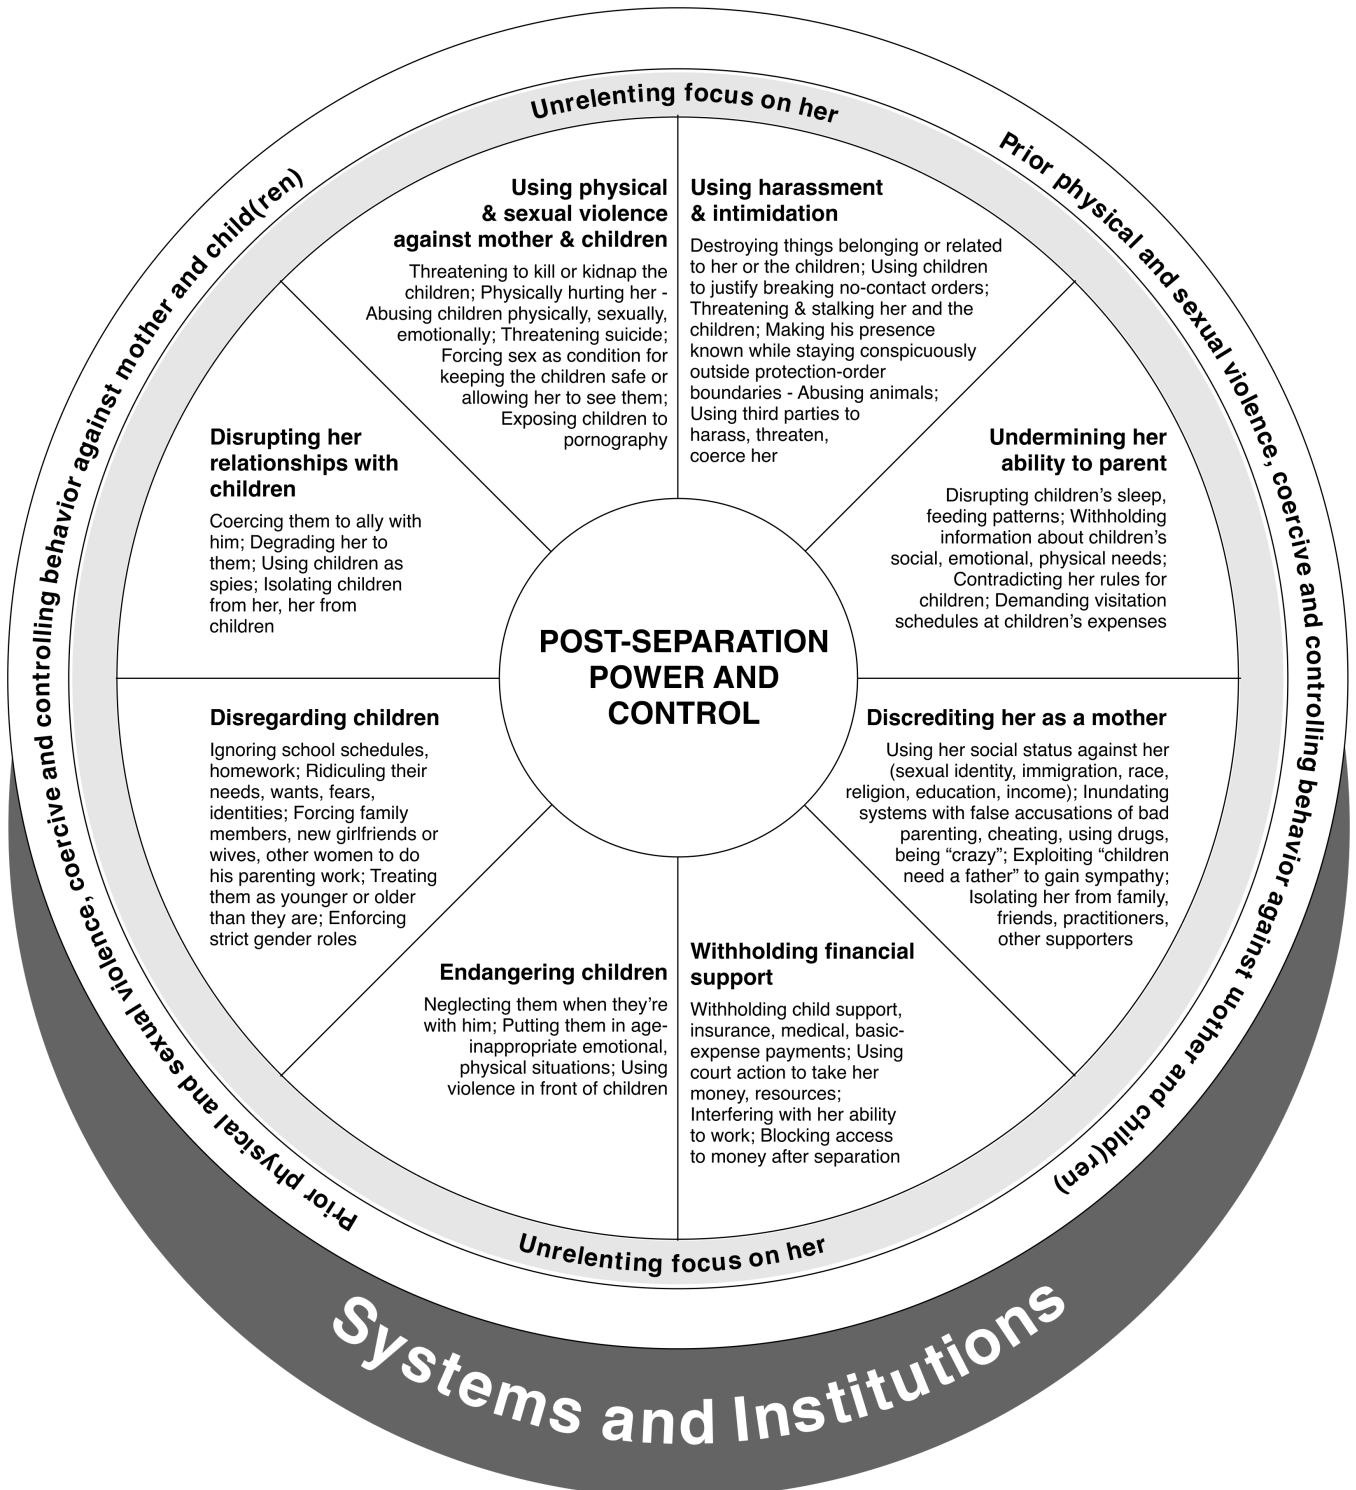 Unrelenting focus on her
Prior physical and sexual violence, coercive and controlling behavior against mother and child(ren)
Prior physical and sexual violence, coercive and controlling behavior against mother and child(ren)
Using physical
& sexual violence
against mother & children
Threatening to kill or kidnap the
children; Physically hurting her -
Abusing children physically, sexually,
emotionally; Threatening suicide;
Forcing sex as condition for
keeping the children safe or
allowing her to see them;
Exposing children to
pornography
Using harassment
& intimidation
Destroying things belonging or related
to her or the children; Using children
to justify breaking no-contact orders;
Threatening & stalking her and the
children; Making his presence
known while staying conspicuously
outside protection-order
boundaries - Abusing animals;
Using third parties to
harass, threaten,
coerce her
Disrupting her
relationships with
children
Coercing them to ally with
him; Degrading her to
them; Using children as
spies; Isolating children
from her, her from
children
Undermining her
ability to parent
Disrupting children’s sleep,
feeding patterns; Withholding
information about children’s
social, emotional, physical needs;
Contradicting her rules for
children; Demanding visitation
schedules at children’s expenses
POST-SEPARATION
POWER AND
CONTROL
Disregarding children
Ignoring school schedules,
homework; Ridiculing their
needs, wants, fears,
identities; Forcing family
members, new girlfriends or
wives, other women to do
his parenting work; Treating
them as younger or older
than they are; Enforcing
strict gender roles
Discrediting her as a mother
Using her social status against her
(sexual identity, immigration, race,
religion, education, income); Inundating
systems with false accusations of bad
parenting, cheating, using drugs,
being “crazy”; Exploiting “children
need a father” to gain sympathy;
Isolating her from family,
friends, practitioners,
other supporters
Endangering children
Neglecting them when they’re
with him; Putting them in age-
inappropriate emotional,
physical situations; Using
violence in front of children
Withholding financial
support
Withholding child support,
insurance, medical, basic-
expense payments; Using
court action to take her
money, resources;
Interfering with her ability
to work; Blocking access
to money after separation
Unrelenting focus on her
Systems and Institutions